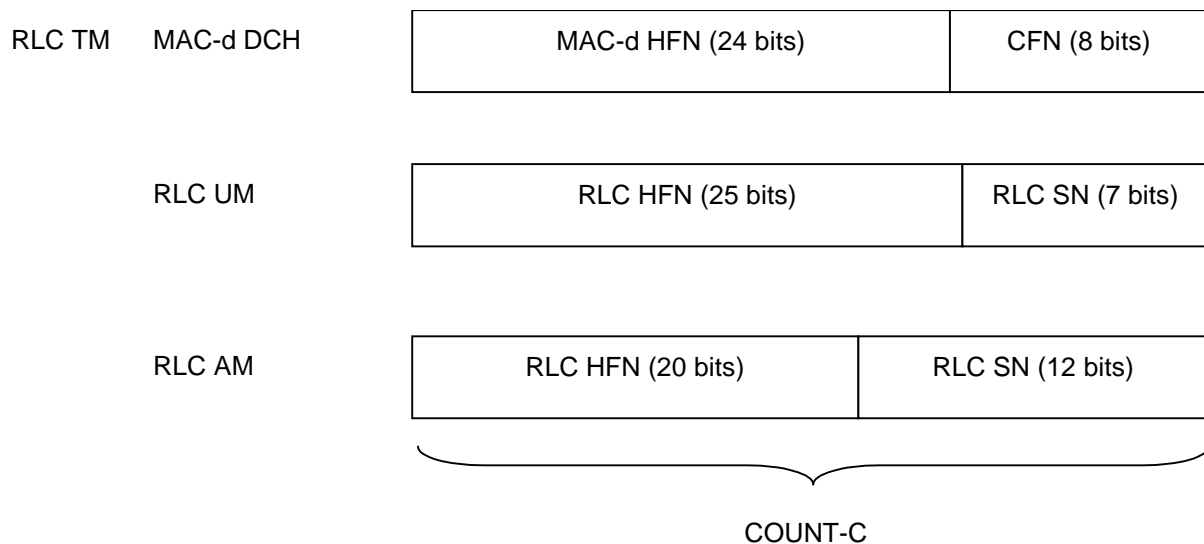 RLC TM MAC-d DCH MAC-d HFN (24 bits) CFN (8 bits)
RLC UM RLC HFN (25 bits) RLC SN (7 bits)
RLC AM RLC HFN (20 bits) RLC SN (12 bits)
COUNT-C